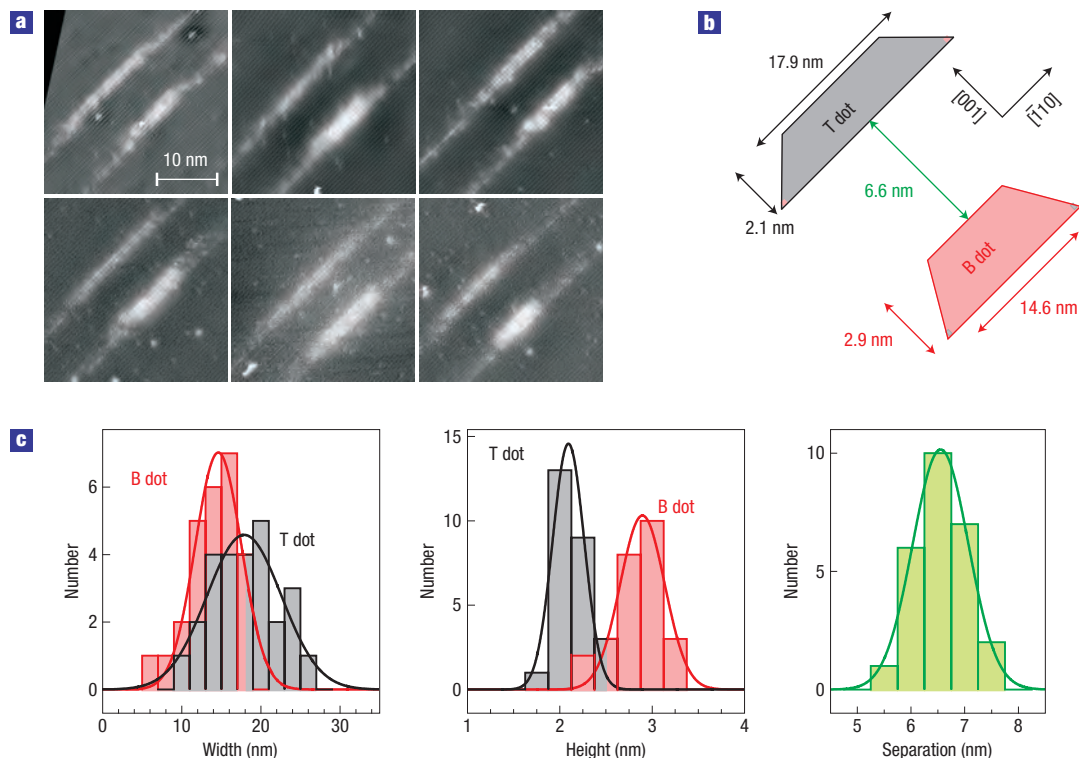 a
10 nm
b
17.9 nm
T dot
[001]
[1̄10]
6.6 nm
2.1 nm
B dot
14.6 nm
2.9 nm
c
B dot
T dot
Number
0
2
4
6
0
10
20
30
Width (nm)
T dot
B dot
Number
0
5
10
15
1
2
3
4
Height (nm)
Number
0
5
10
5
6
7
8
Separation (nm)